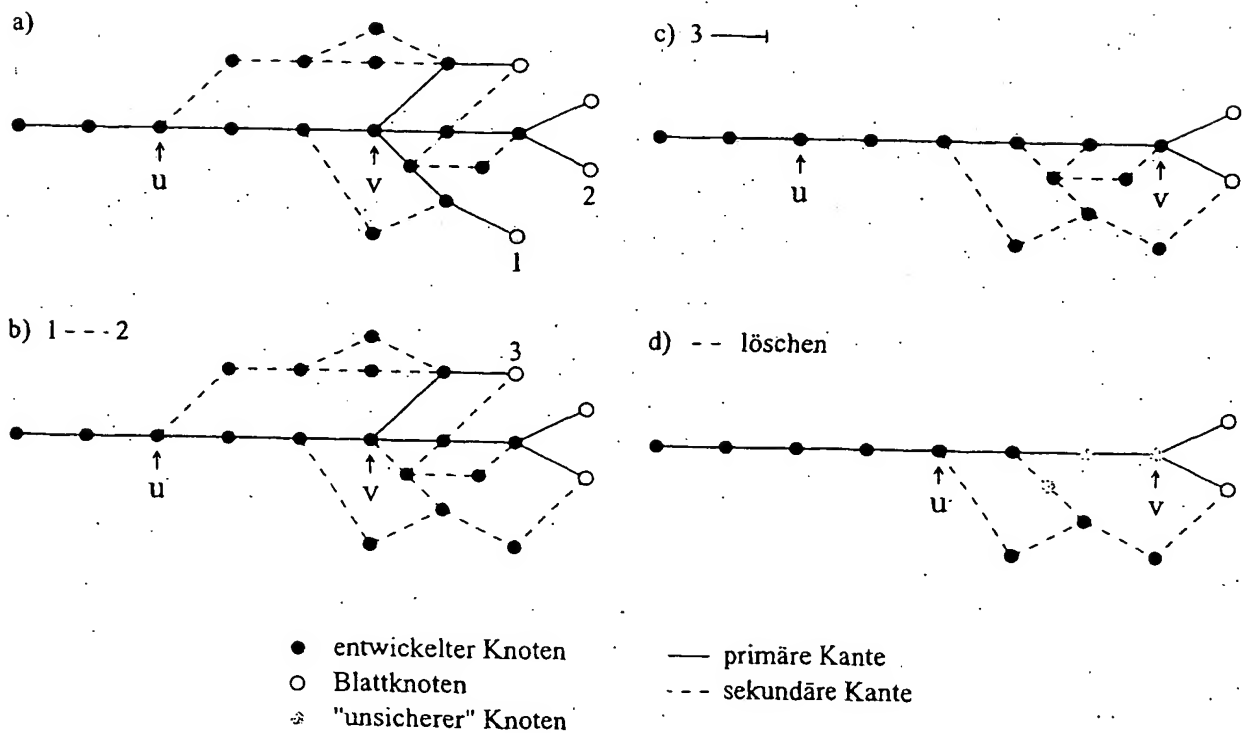 a)
u
v
2
1
b) 1 - - - 2
3
u
v
c) 3
u
v
d) - - löschen
u
v
entwickelter Knoten
Blattknoten
"unsicherer" Knoten
primäre Kante
sekundäre Kante